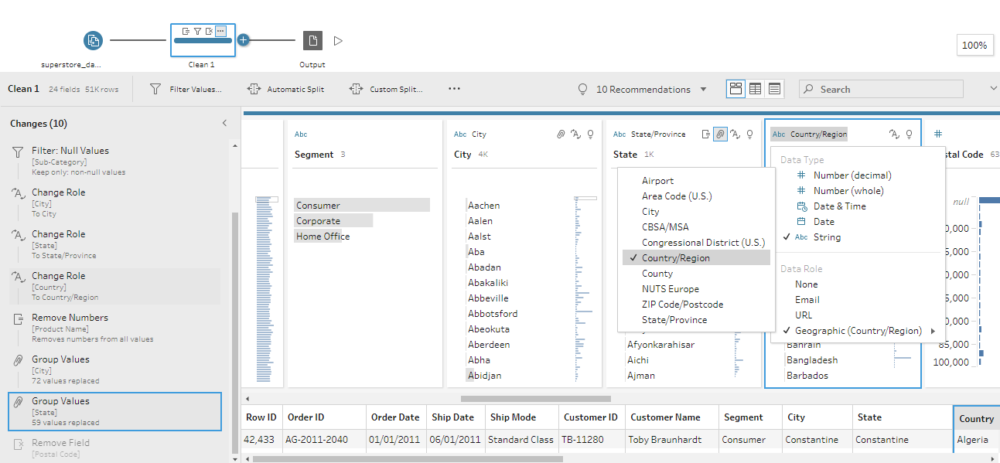 100%
superstore_da...
Clean 1
Output
Clean 1 24 fields 51K rows
Filter Values...
Automatic Split
Custom Split...
10 Recommendations
Search
Changes (10)
Filter: Null Values
[Sub-Category]
Keep only: non-null values
Change Role
[City]
To City
Change Role
[State]
To State/Province
Change Role
[Country]
To Country/Region
Remove Numbers
[Product Name]
Removes numbers from all values
Group Values
[City]
72 values replaced
Group Values
[State]
59 values replaced
Remove Field
[Postal Code]
Abc
Segment 3
Consumer
Corporate
Home Office
Abc City
City 4K
Aachen
Aalen
Aalst
Aba
Abadan
Abakaliki
Abbeville
Abbotsford
Abeokuta
Aberdeen
Abha
Abidjan
Abc State/Province
State 1K
Airport
Area Code (U.S.)
City
CBSA/MSA
Congressional District (U.S.)
Country/Region
County
NUTS Europe
ZIP Code/Postcode
State/Province
Afyonkarahisar
Aichi
Ajman
Abc Country/Region
Data Type
# Number (decimal)
# Number (whole)
Date & Time
Date
Abc String
Data Role
None
Email
URL
Geographic (Country/Region)
Bahrain
Bangladesh
Barbados
#
stal Code 63
null
0,000
5,000
0,000
5,000
0,000
85,000
100,000
Row ID Order ID Order Date Ship Date Ship Mode Customer ID Customer Name Segment City State Country
42,433 AG-2011-2040 01/01/2011 06/01/2011 Standard Class TB-11280 Toby Braunhardt Consumer Constantine Constantine Algeria